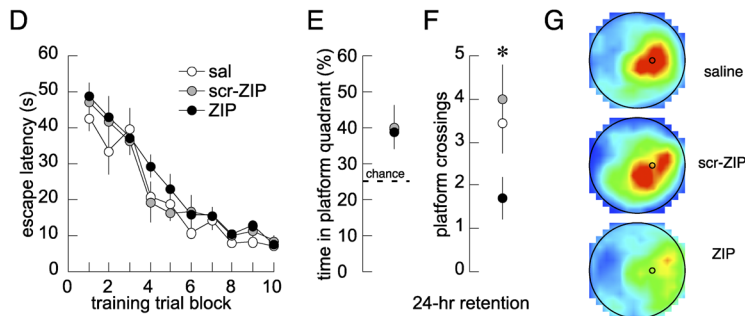 D
escape latency (s)
60
50
40
30
20
10
0
sal
scr-ZIP
ZIP
0 2 4 6 8 10
training trial block
E
time in platform quadrant (%)
60
50
40
30
20
10
0
chance
F
platform crossings
5
4
3
2
1
0
*
24-hr retention
G
saline
scr-ZIP
ZIP